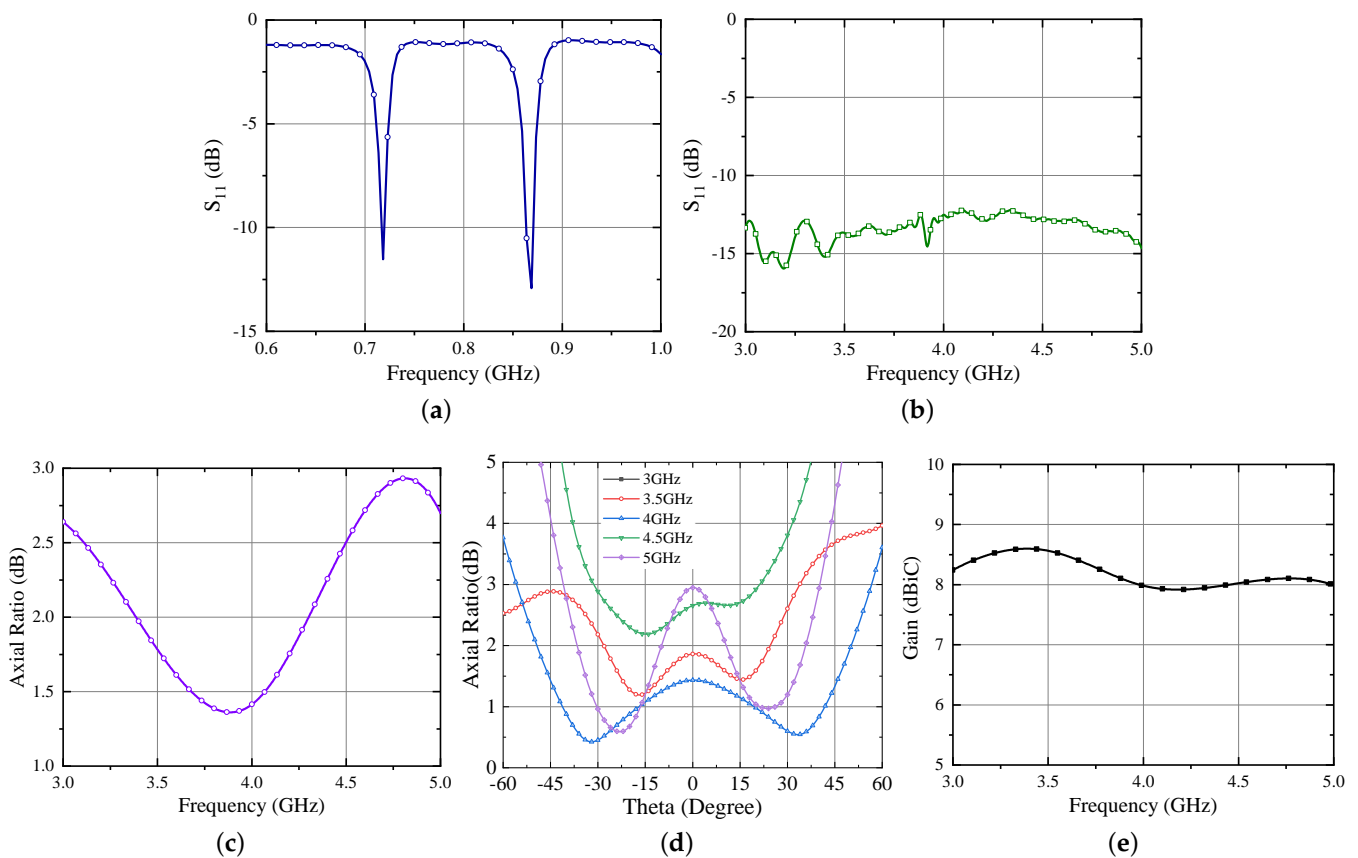 0
-5
-10
-15
S11 (dB)
0.6 0.7 0.8 0.9 1.0
Frequency (GHz)
(a)
0
-5
-10
-15
-20
S11 (dB)
3.0 3.5 4.0 4.5 5.0
Frequency (GHz)
(b)
3.0
2.5
2.0
1.5
1.0
Axial Ratio (dB)
3.0 3.5 4.0 4.5 5.0
Frequency (GHz)
(c)
5
4
3
2
1
0
Axial Ratio(dB)
3GHz
3.5GHz
4GHz
4.5GHz
5GHz
-60 -45 -30 -15 0 15 30 45 60
Theta (Degree)
(d)
10
9
8
7
6
5
Gain (dBiC)
3.0 3.5 4.0 4.5 5.0
Frequency (GHz)
(e)